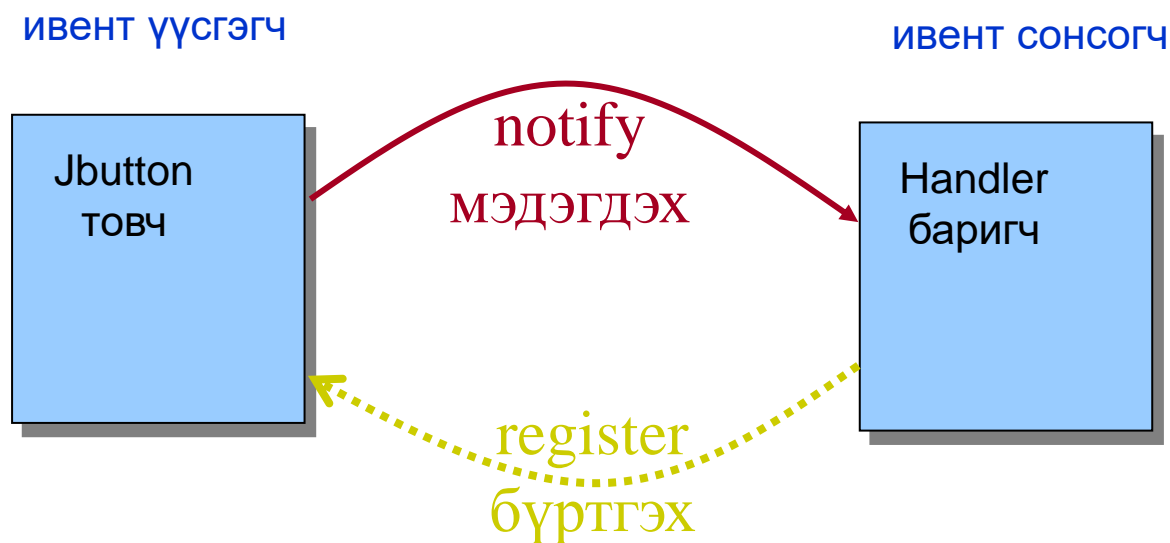 ивент үүсгэгч
ивент сонсогч
notify
мэдэгдэх
Jbutton
товч
Handler
баригч
register
бүртгэх